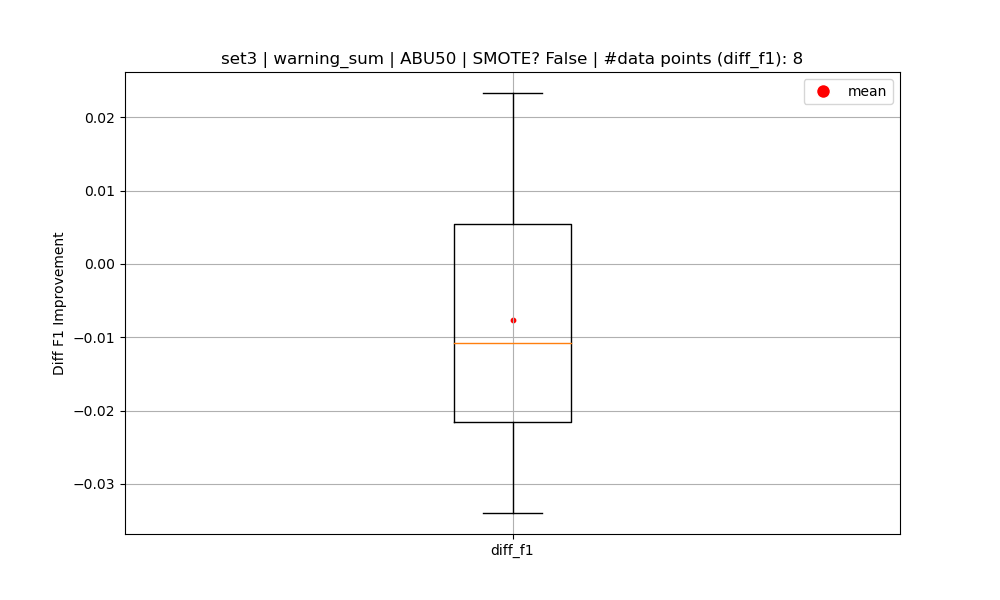 set3 | warning_sum | ABU50 | SMOTE? False | #data points (diff_f1): 8
mean
0.02
0.01
0.00
−0.01
−0.02
−0.03
Diff F1 Improvement
diff_f1